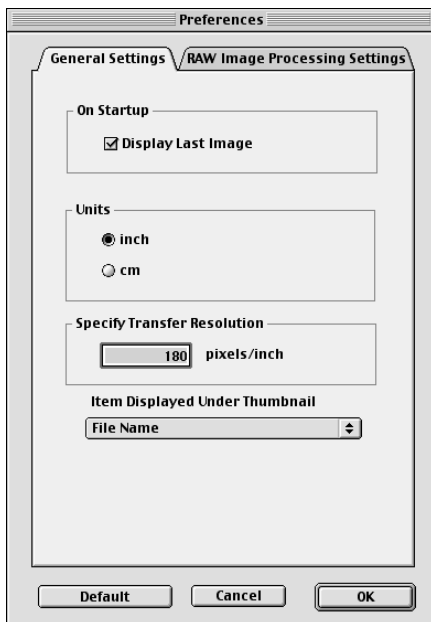 Preferences
General Settings
RAW Image Processing Settings
On Startup
Display Last Image
Units
inch
cm
Specify Transfer Resolution
180 pixels/inch
Item Displayed Under Thumbnail
File Name
Default Cancel OK